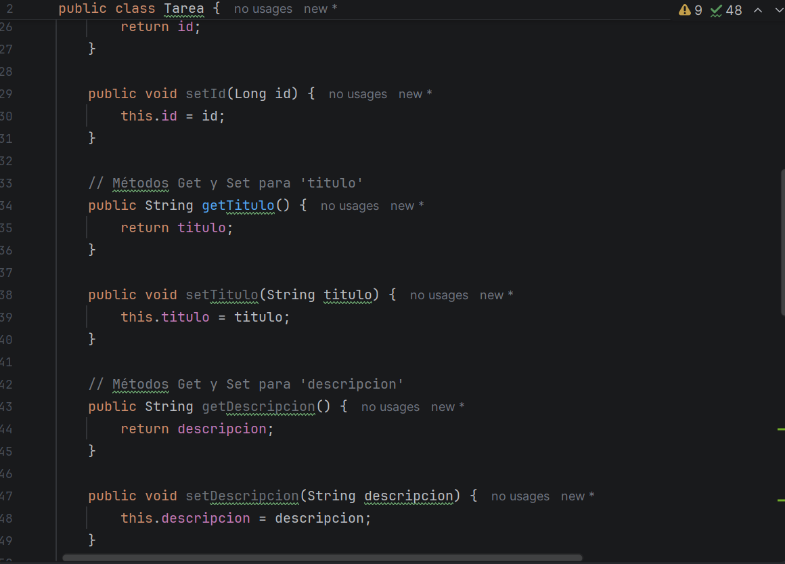 2 public class Tarea { no usages new * 9 48
26 return id;
27 }
28
29 public void setId(Long id) { no usages new *
30 this.id = id;
31 }
32
33 // Métodos Get y Set para 'titulo'
34 public String getTitulo() { no usages new *
35 return titulo;
36 }
37
38 public void setTitulo(String titulo) { no usages new *
39 this.titulo = titulo;
40 }
41
42 // Métodos Get y Set para 'descripcion'
43 public String getDescripcion() { no usages new *
44 return descripcion;
45 }
46
47 public void setDescripcion(String descripcion) { no usages new *
48 this.descripcion = descripcion;
49 }